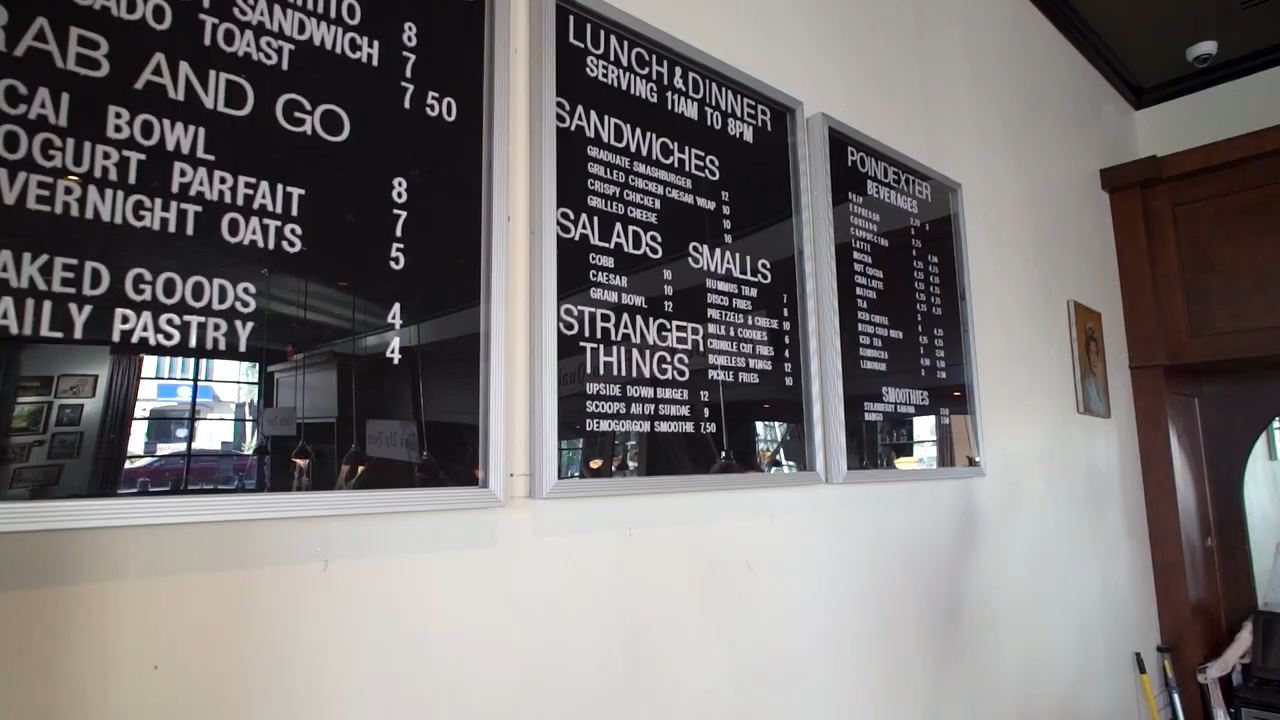 SANDWICH 8
TOAST 7
7 50
AND GO
BOWL 8
PARFAIT 7
VERNIGHT OATS 5
AKED GOODS 4
AILY PASTRY 4
LUNCH & DINNER
SERVING 11AM TO 8PM
SANDWICHES
GRADUATE SMASHBURGER 12
GRILLED CHICKEN CAESAR WRAP 10
CRISPY CHICKEN 10
GRILLED CHEESE 10
SALADS
COBB 10
CAESAR 10
GRAIN BOWL 12
SMALLS
HUMMUS TRAY 7
DISCO FRIES 8
PRETZELS & CHEESE 10
MILK & COOKIES 6
CRINKLE CUT FRIES 4
BONELESS WINGS 12
PICKLE FRIES 10
STRANGER
THINGS
UPSIDE DOWN BURGER 12
SCOOPS AHOY SUNDAE 9
DEMOGORGON SMOOTHIE 7,50
POINDEXTER
BEVERAGES
DRIP
ESPRESSO
CORTADO
CAPPUCCINO
LATTE
MOCHA
HOT COCOA
CHAI LATTE
MATCHA
TEA
ICED COFFEE
NITRO COLD BREW
ICED TEA
KOMBUCHA
LEMONADE
SMOOTHIES
STRAWBERRY BANANA
MANGO